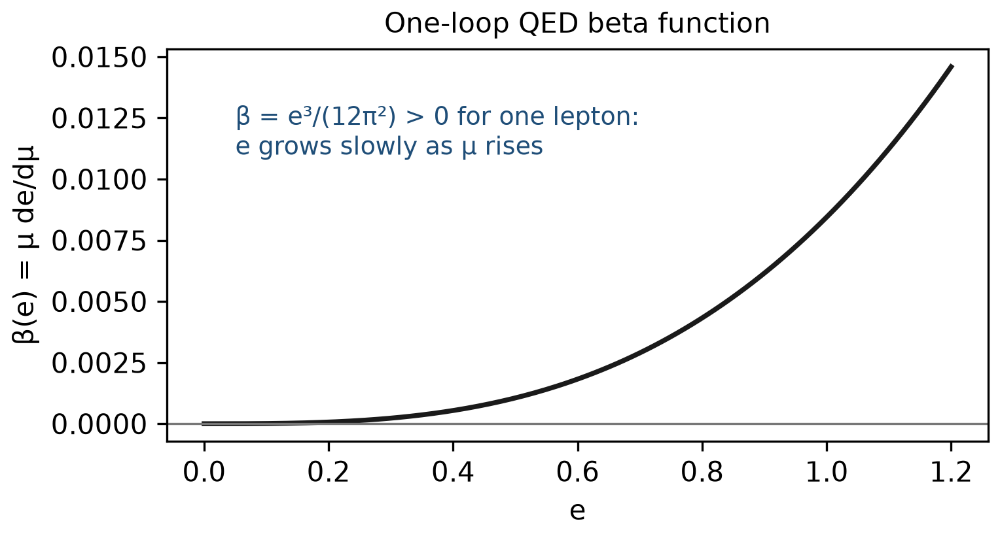 One-loop QED beta function
β(e) = μ de/dμ
0.0150
0.0125
0.0100
0.0075
0.0050
0.0025
0.0000
β = e³/(12π²) > 0 for one lepton:
e grows slowly as μ rises
0.0 0.2 0.4 0.6 0.8 1.0 1.2
e